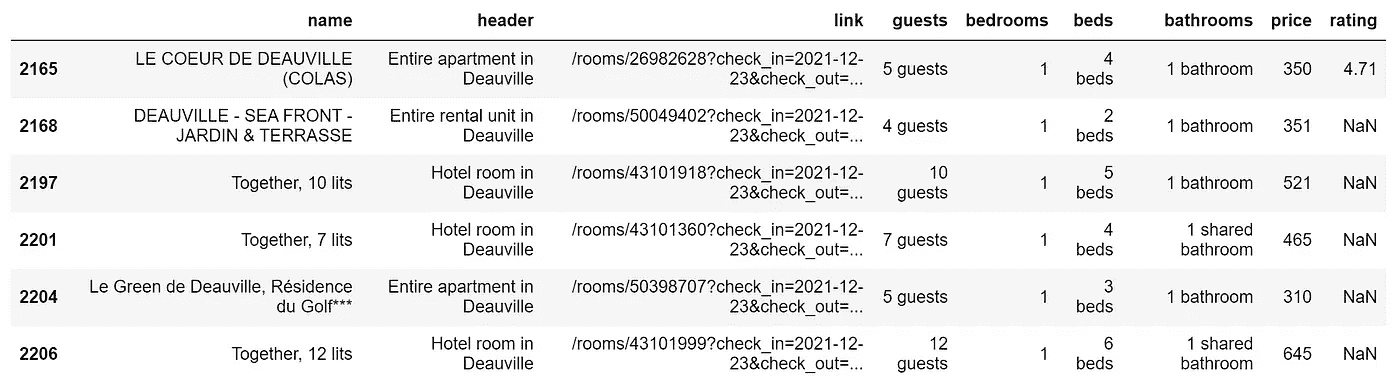 name header link guests bedrooms beds bathrooms price rating
2165 LE COEUR DE DEAUVILLE (COLAS) Entire apartment in Deauville /rooms/26982628?check_in=2021-12-23&check_out=... 5 guests 1 4 beds 1 bathroom 350 4.71
2168 DEAUVILLE - SEA FRONT - JARDIN & TERRASSE Entire rental unit in Deauville /rooms/50049402?check_in=2021-12-23&check_out=... 4 guests 1 2 beds 1 bathroom 351 NaN
2197 Together, 10 lits Hotel room in Deauville /rooms/43101918?check_in=2021-12-23&check_out=... 10 guests 1 5 beds 1 bathroom 521 NaN
2201 Together, 7 lits Hotel room in Deauville /rooms/43101360?check_in=2021-12-23&check_out=... 7 guests 1 4 beds 1 shared bathroom 465 NaN
2204 Le Green de Deauville, Résidence du Golf*** Entire apartment in Deauville /rooms/50398707?check_in=2021-12-23&check_out=... 5 guests 1 3 beds 1 bathroom 310 NaN
2206 Together, 12 lits Hotel room in Deauville /rooms/43101999?check_in=2021-12-23&check_out=... 12 guests 1 6 beds 1 shared bathroom 645 NaN